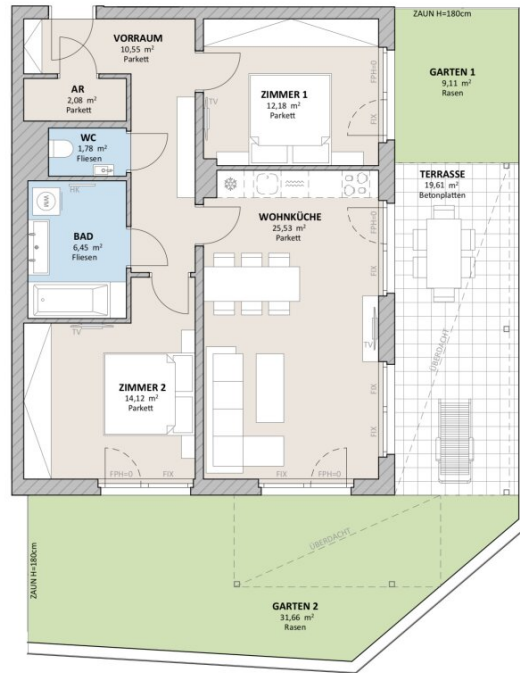 ZAUN H=180cm
VORRAUM
10,55 m²
Parkett
AR
2,08 m²
Parkett
WC
1,78 m²
Fliesen
HK
WM
BAD
6,45 m²
Fliesen
TV
ZIMMER 1
12,18 m²
Parkett
FPH=0
FIX
GARTEN 1
9,11 m²
Rasen
TERRASSE
19,61 m²
Betonplatten
ÜBERDACHT
WOHNKÜCHE
25,53 m²
Parkett
FPH=0
FIX
TV
FIX
FIX
TV
ZIMMER 2
14,12 m²
Parkett
FPH=0
FIX
FIX
FPH=0
ZAUN H=180cm
ÜBERDACHT
GARTEN 2
31,66 m²
Rasen